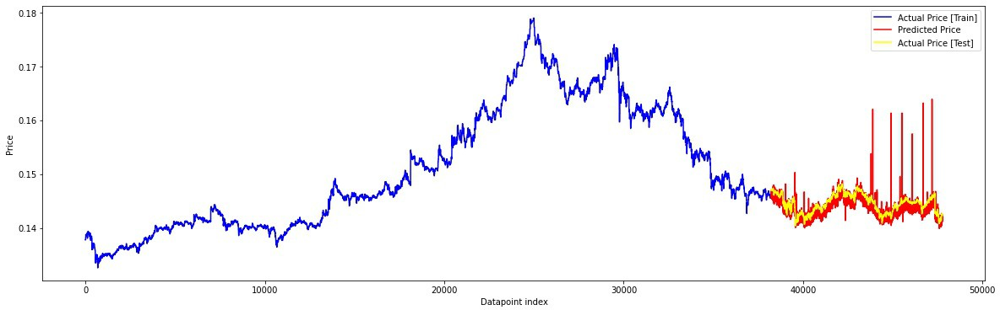 Actual Price [Train]
Predicted Price
Actual Price [Test]
0.18
0.17
0.16
0.15
0.14
Price
0
10000
20000
30000
40000
50000
Datapoint index